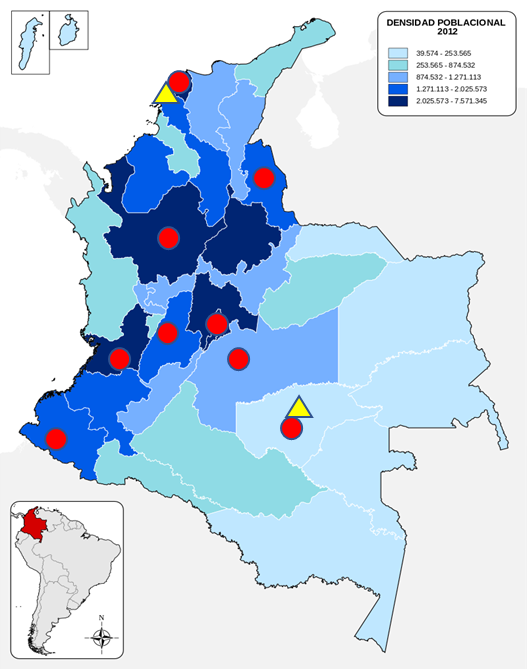 DENSIDAD POBLACIONAL
2012
39.574 - 253.565
253.565 - 874.532
874.532 - 1.271.113
1.271.113 - 2.025.573
2.025.573 - 7.571.345
N